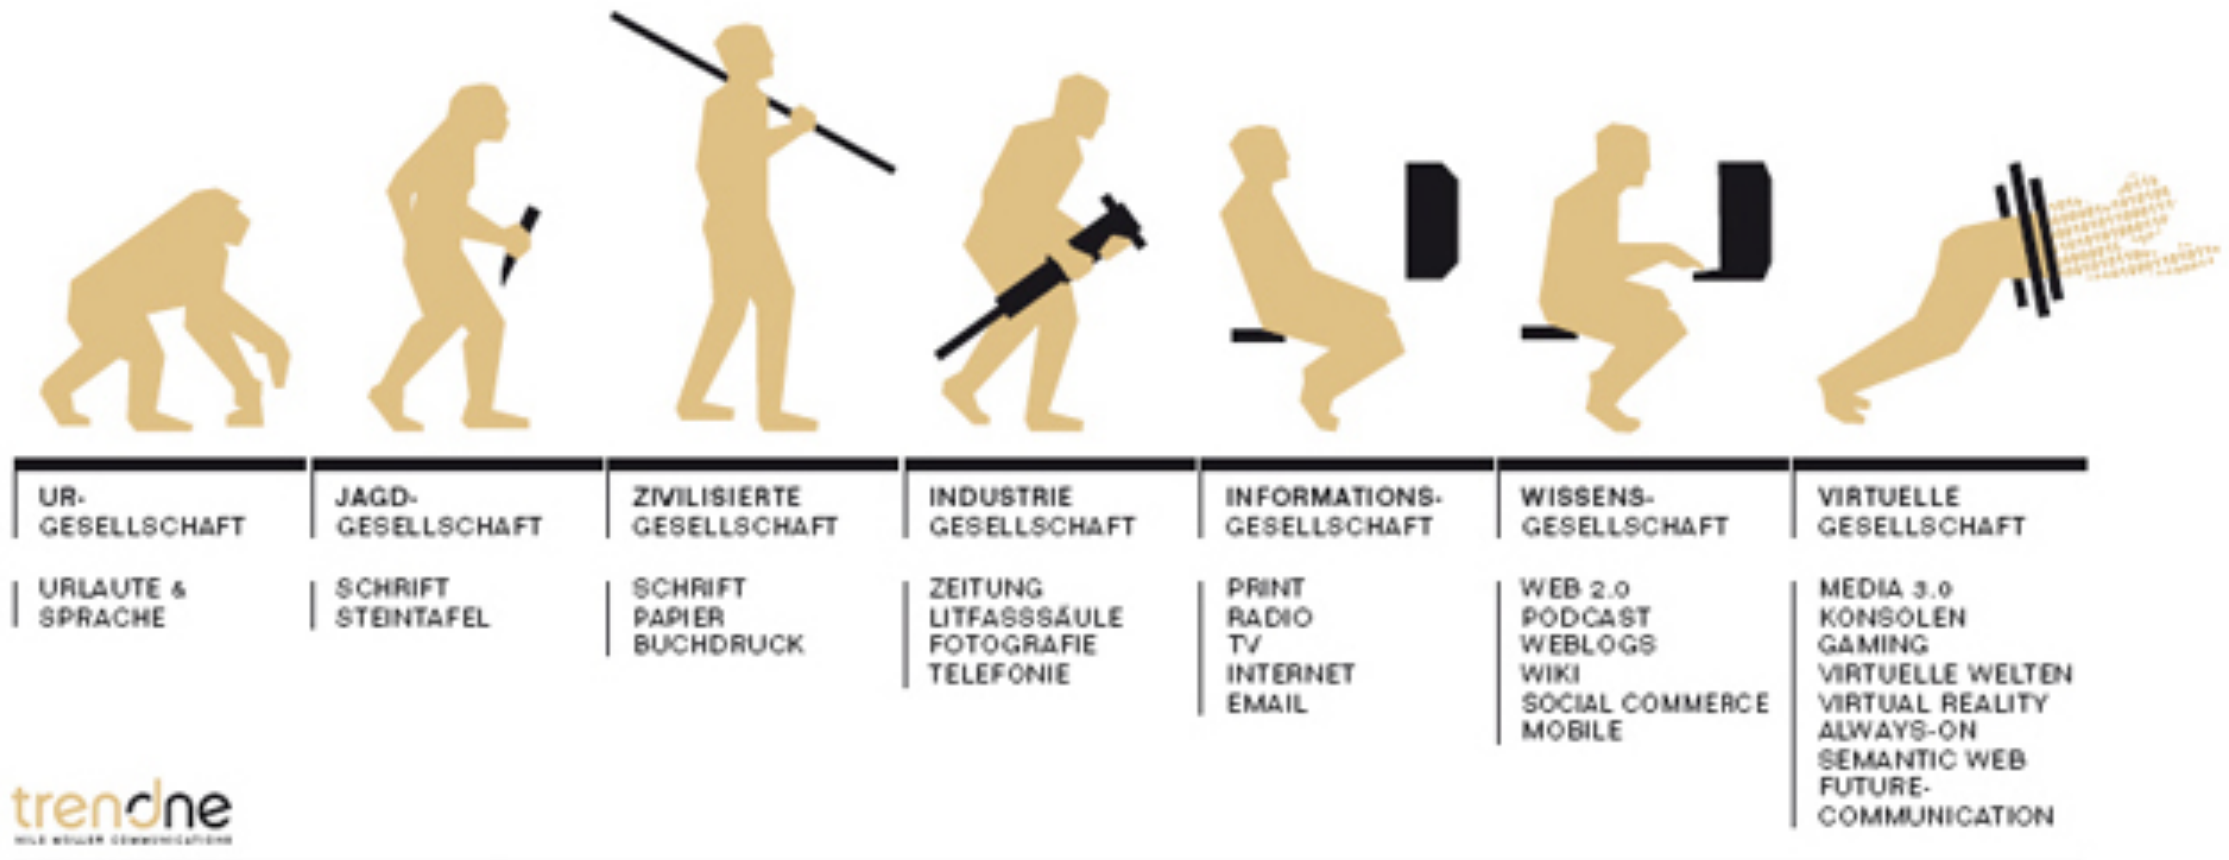 UR-
GESELLSCHAFT
URLAUTE &
SPRACHE
JAGD-
GESELLSCHAFT
SCHRIFT
STEINTAFEL
ZIVILISIERTE
GESELLSCHAFT
SCHRIFT
PAPIER
BUCHDRUCK
INDUSTRIE
GESELLSCHAFT
ZEITUNG
LITFASSSÄULE
FOTOGRAFIE
TELEFONIE
INFORMATIONS-
GESELLSCHAFT
PRINT
RADIO
TV
INTERNET
EMAIL
WISSENS-
GESELLSCHAFT
WEB 2.0
PODCAST
WEBLOGS
WIKI
SOCIAL COMMERCE
MOBILE
VIRTUELLE
GESELLSCHAFT
MEDIA 3.0
KONSOLEN
GAMING
VIRTUELLE WELTEN
VIRTUAL REALITY
ALWAYS-ON
SEMANTIC WEB
FUTURE-
COMMUNICATION
trendne
COMMUNICATIONS